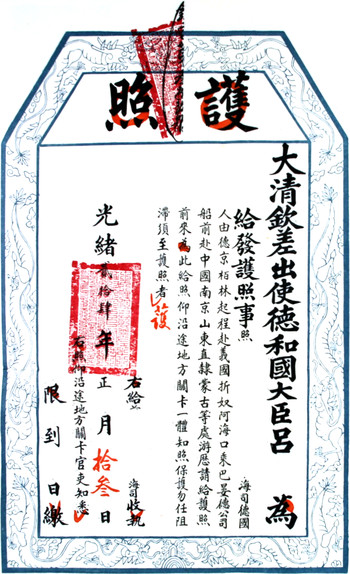 護照
大清欽差出使德和國大臣呂 為
給發護照事照 海司德國
人由德京栢林起程赴義國折奴阿海口乘巴晏德公司
船前赴中國南京山東直隸蒙古等處游歷請給護照
前來為此給照仰沿途地方關卡一體知照保護勿任阻
滯須至護照者
護
右給 海司收執
光緒貳拾肆年正月拾叁日
右照仰沿途地方關卡官吏知悉
限到 日繳